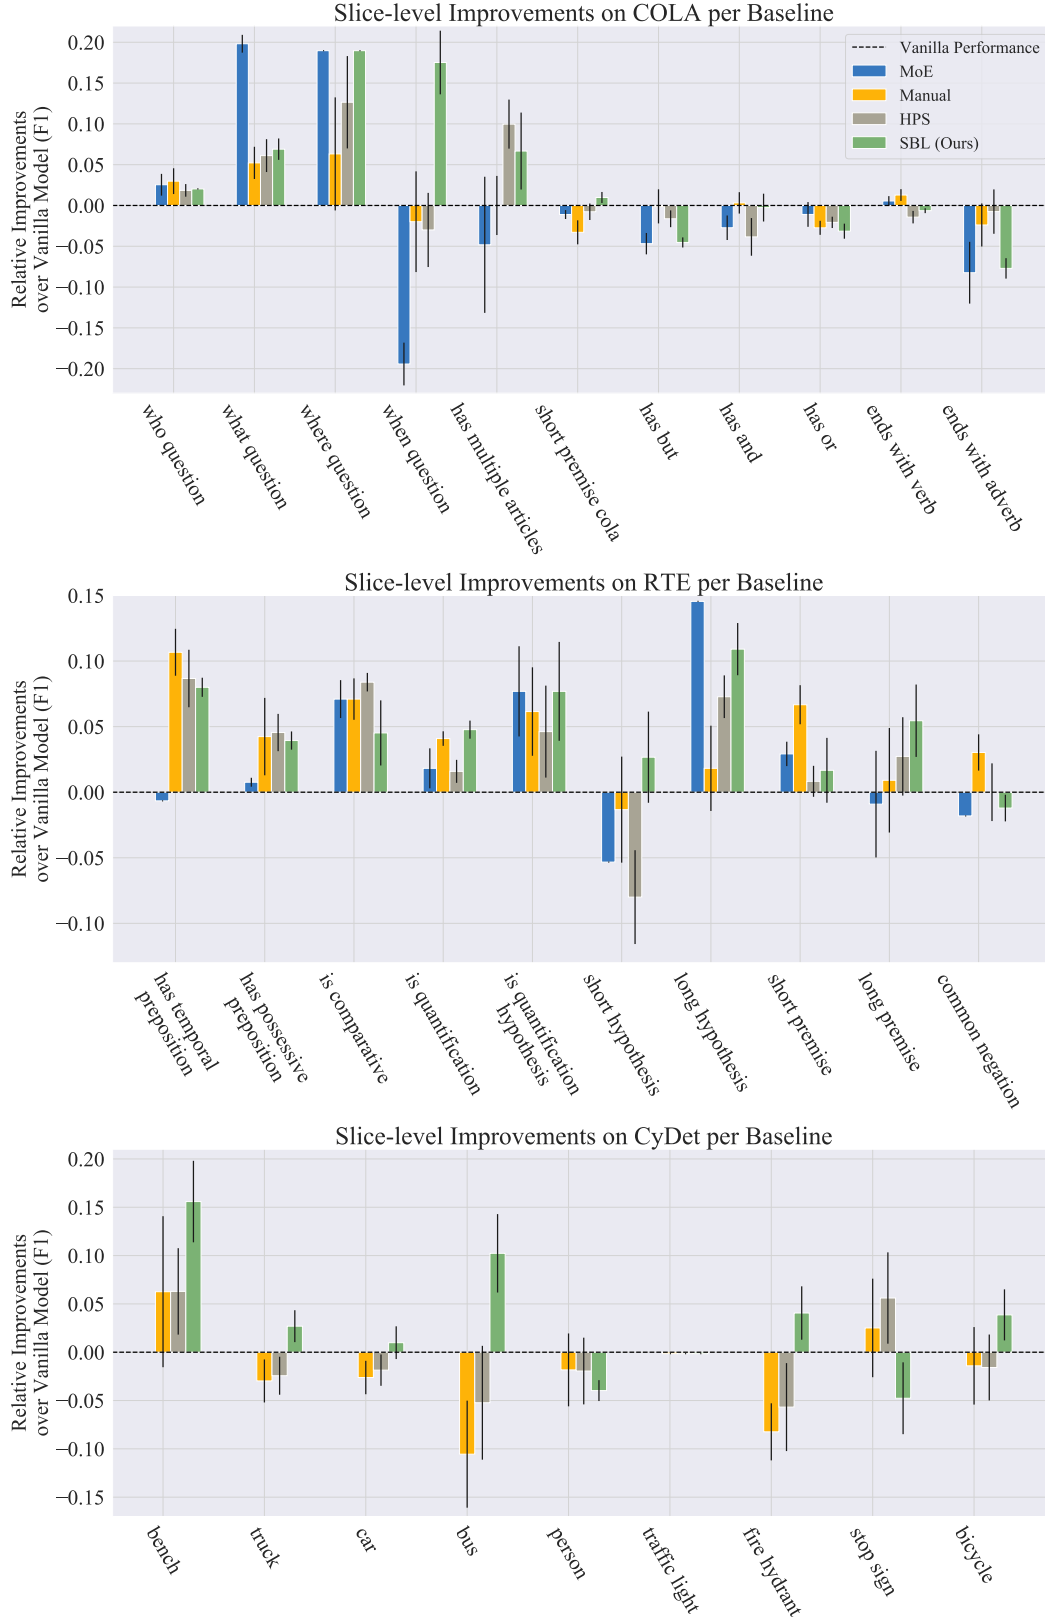 Slice-level Improvements on COLA per Baseline
Relative Improvements
over Vanilla Model (F1)
0.20
0.15
0.10
0.05
0.00
−0.05
−0.10
−0.15
−0.20
Vanilla Performance
MoE
Manual
HPS
SBL (Ours)
who question
what question
where question
when question
has multiple articles
short premise cola
has but
has and
has or
ends with verb
ends with adverb
Slice-level Improvements on RTE per Baseline
Relative Improvements
over Vanilla Model (F1)
0.15
0.10
0.05
0.00
−0.05
−0.10
has temporal
preposition
has possessive
preposition
is comparative
is quantification
is quantification
hypothesis
short hypothesis
long hypothesis
short premise
long premise
common negation
Slice-level Improvements on CyDet per Baseline
Relative Improvements
over Vanilla Model (F1)
0.20
0.15
0.10
0.05
0.00
−0.05
−0.10
−0.15
bench
truck
car
bus
person
traffic light
fire hydrant
stop sign
bicycle